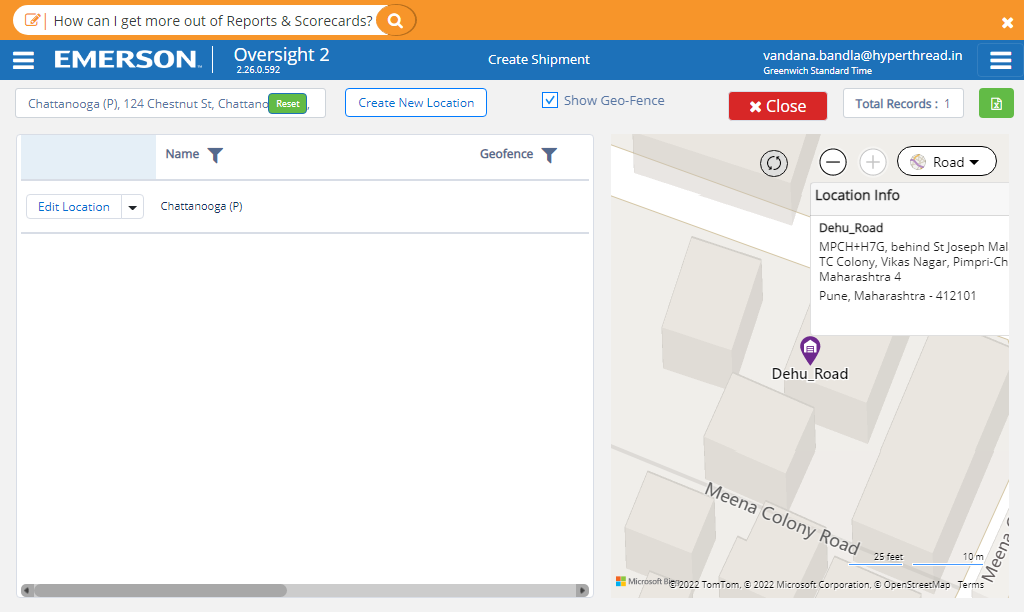 How can I get more out of Reports & Scorecards?
EMERSON
Oversight 2
2.26.0.592
Create Shipment
vandana.bandla@hyperthread.in
Greenwich Standard Time
Chattanooga (P), 124 Chestnut St, Chattano
Reset
Create New Location
Show Geo-Fence
Close
Total Records : 1
Name
Geofence
Edit Location
Chattanooga (P)
Road
Location Info
Dehu_Road
MPCH+H7G, behind St Joseph Mal
TC Colony, Vikas Nagar, Pimpri-Ch
Maharashtra 4
Pune, Maharashtra - 412101
Dehu_Road
Meena Colony Road
Meena
25 feet
10 m
Microsoft Bing
© 2022 TomTom, © 2022 Microsoft Corporation, © OpenStreetMap Terms